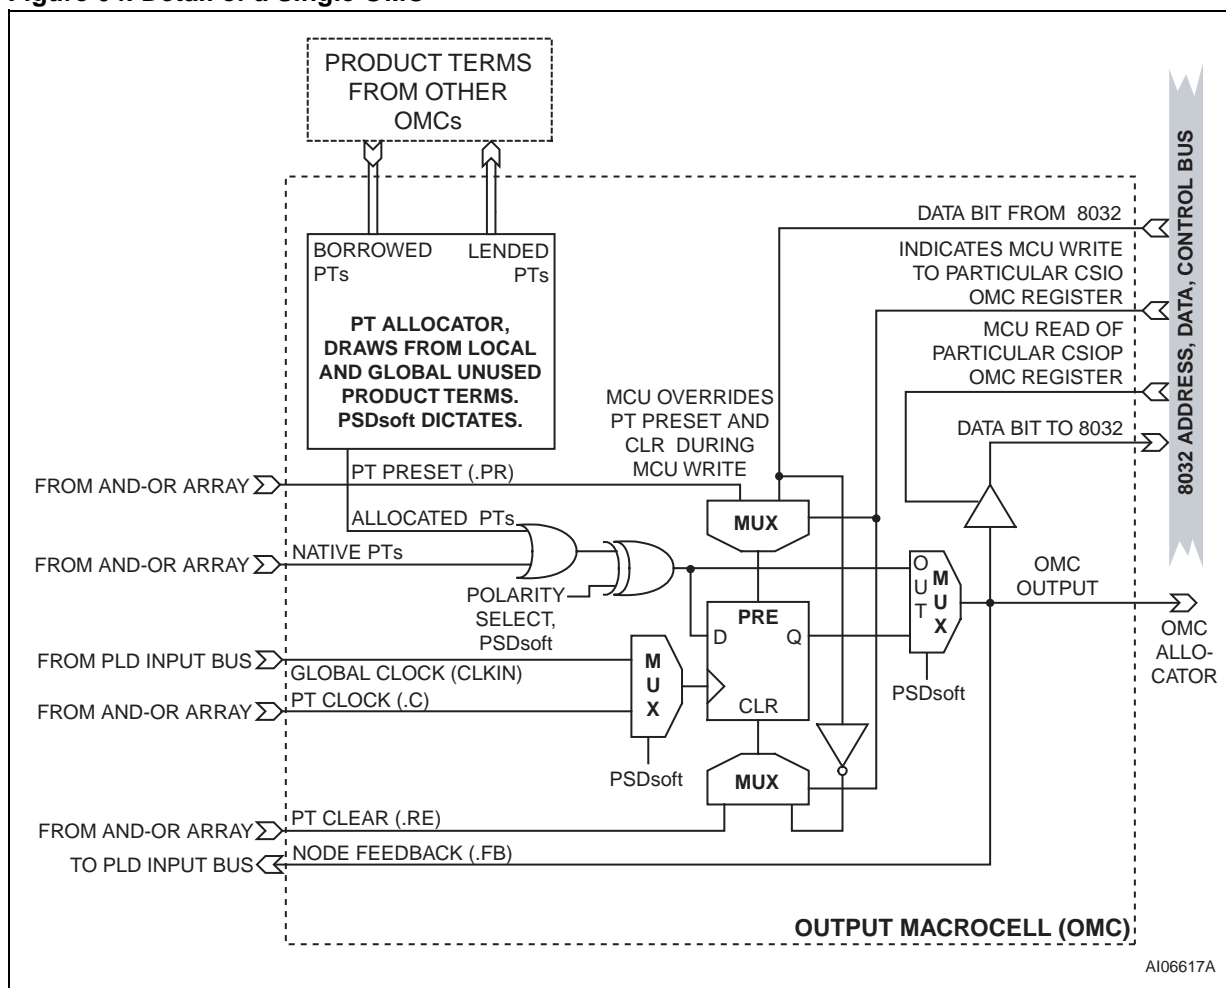 PRODUCT TERMS
FROM OTHER
OMCs
8032 ADDRESS, DATA, CONTROL BUS
DATA BIT FROM 8032
INDICATES MCU WRITE
TO PARTICULAR CSIO
OMC REGISTER
MCU READ OF
PARTICULAR CSIOP
OMC REGISTER
DATA BIT TO 8032
BORROWED
PTs
LENDED
PTs
PT ALLOCATOR,
DRAWS FROM LOCAL
AND GLOBAL UNUSED
PRODUCT TERMS.
PSDsoft DICTATES.
MCU OVERRIDES
PT PRESET AND
CLR DURING
MCU WRITE
FROM AND-OR ARRAY
PT PRESET (.PR)
MUX
ALLOCATED PTs
FROM AND-OR ARRAY
NATIVE PTs
POLARITY
SELECT,
PSDsoft
PRE
D
Q
CLR
OUT
MUX
PSDsoft
OMC
OUTPUT
OMC
ALLO-
CATOR
FROM PLD INPUT BUS
GLOBAL CLOCK (CLKIN)
FROM AND-OR ARRAY
PT CLOCK (.C)
MUX
PSDsoft
MUX
FROM AND-OR ARRAY
PT CLEAR (.RE)
TO PLD INPUT BUS
NODE FEEDBACK (.FB)
OUTPUT MACROCELL (OMC)
AI06617A